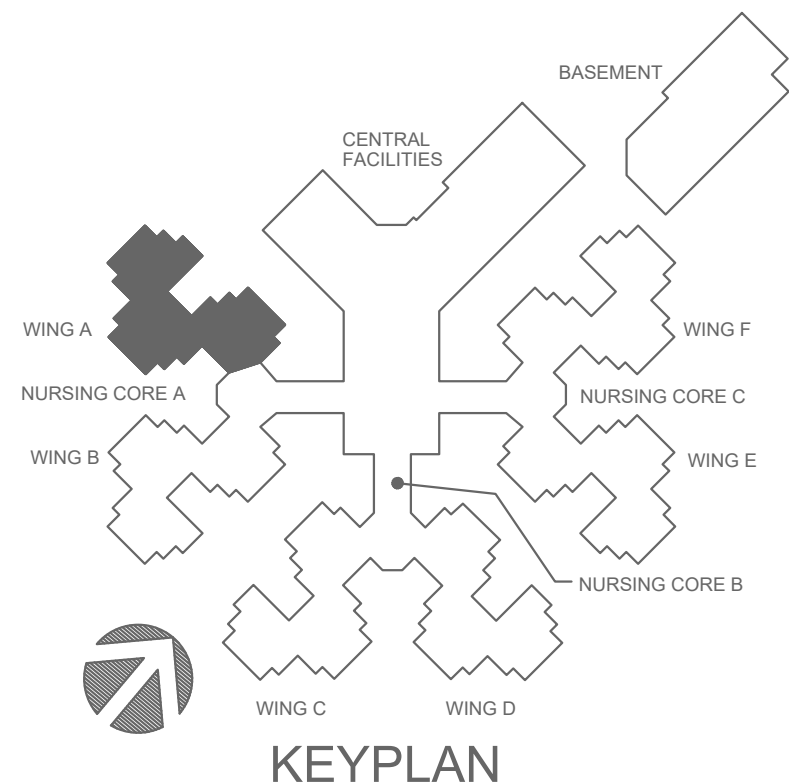 BASEMENT
CENTRAL
FACILITIES
WING A
WING F
NURSING CORE A
NURSING CORE C
WING B
WING E
NURSING CORE B
WING C
WING D
KEYPLAN